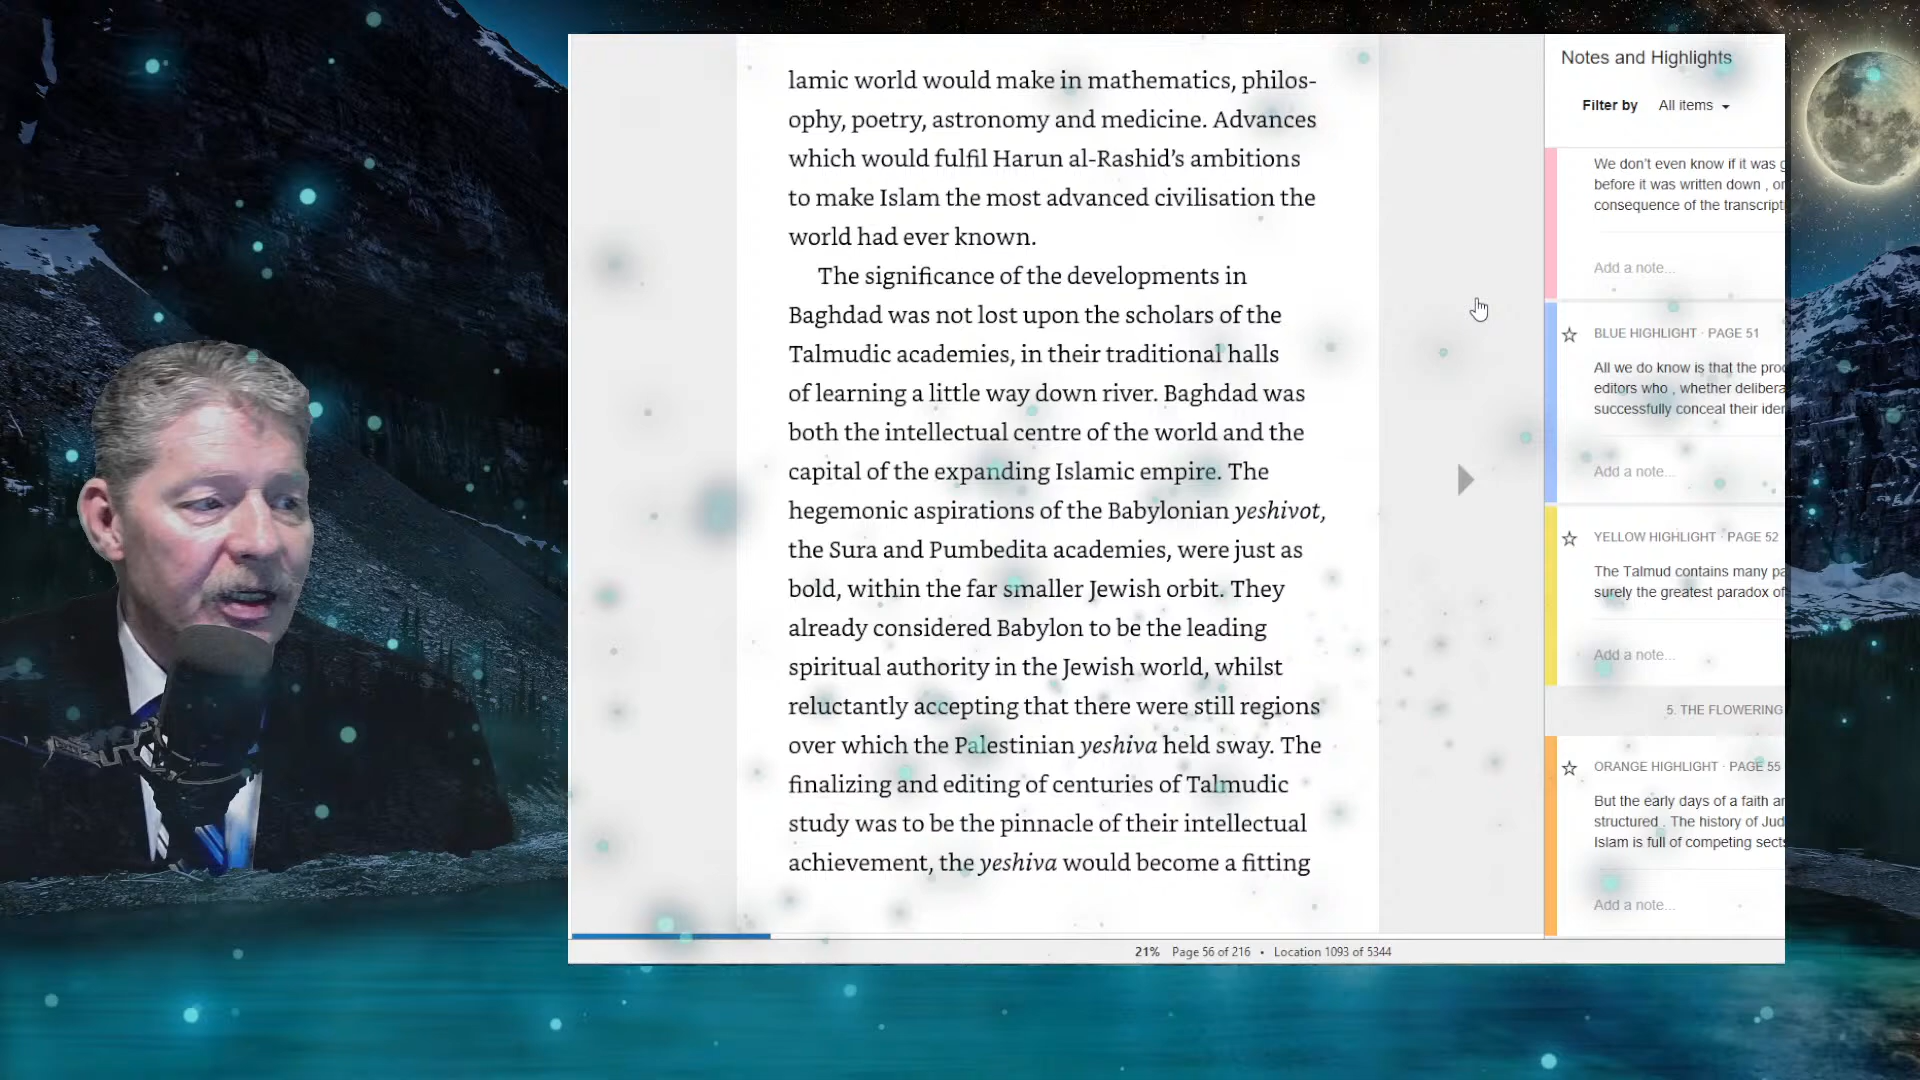 lamic world would make in mathematics, philos-
ophy, poetry, astronomy and medicine. Advances
which would fulfil Harun al-Rashid's ambitions
to make Islam the most advanced civilisation the
world had ever known.
The significance of the developments in
Baghdad was not lost upon the scholars of the
Talmudic academies, in their traditional halls
of learning a little way down river. Baghdad was
both the intellectual centre of the world and the
capital of the expanding Islamic empire. The
hegemonic aspirations of the Babylonian yeshivot,
the Sura and Pumbedita academies, were just as
bold, within the far smaller Jewish orbit. They
already considered Babylon to be the leading
spiritual authority in the Jewish world, whilst
reluctantly accepting that there were still regions
over which the Palestinian yeshiva held sway. The
finalizing and editing of centuries of Talmudic
study was to be the pinnacle of their intellectual
achievement, the yeshiva would become a fitting
21% Page 56 of 216 • Location 1093 of 5344
Notes and Highlights
Filter by All items
We don't even know if it was
before it was written down , or
consequence of the transcript
Add a note...
BLUE HIGHLIGHT · PAGE 51
All we do know is that the
editors who , whether
successfully conceal their
Add a note...
YELLOW HIGHLIGHT · PAGE 52
The Talmud contains many
surely the greatest paradox of
Add a note...
5. THE FLOWERING
ORANGE HIGHLIGHT · PAGE 55
But the early days of a faith
structured . The history of
Islam is full of competing sects
Add a note...